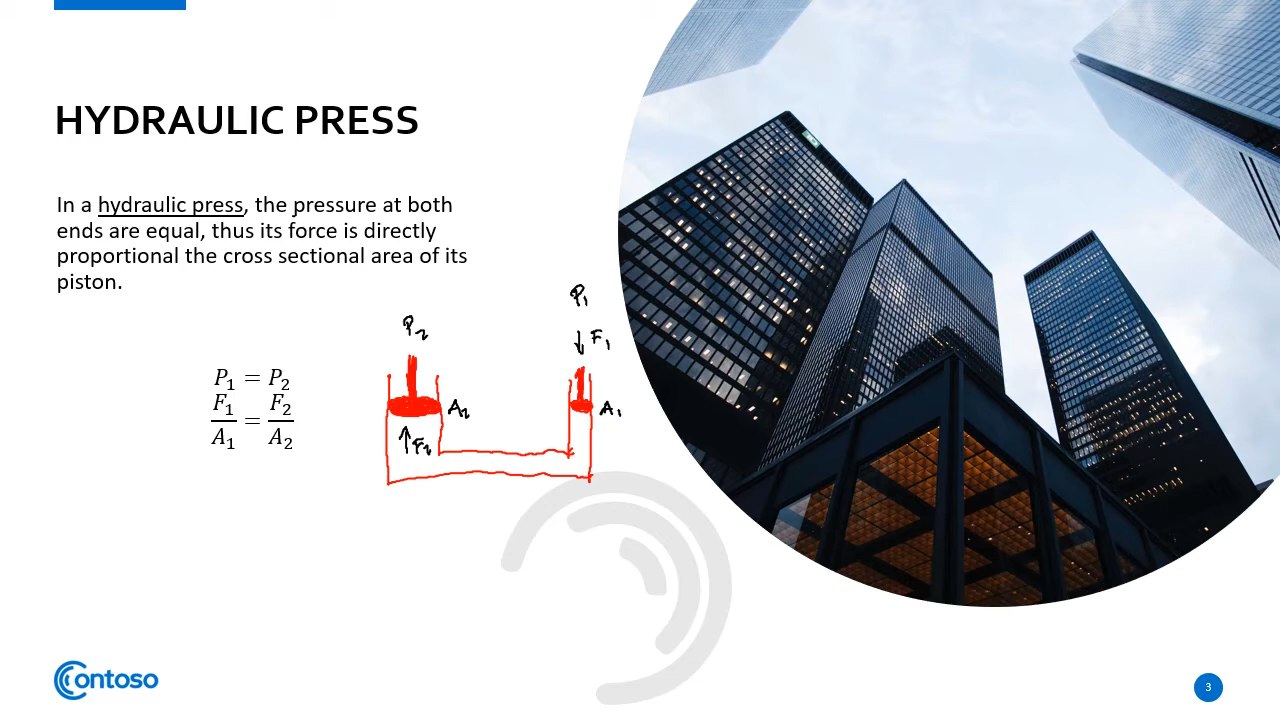 HYDRAULIC PRESS
In a hydraulic press, the pressure at both
ends are equal, thus its force is directly
proportional the cross sectional area of its
piston.
P₁ = P₂
F₁/A₁ = F₂/A₂
P₂
P₁
F₁
A₂
A₁
F₂
Contoso
3